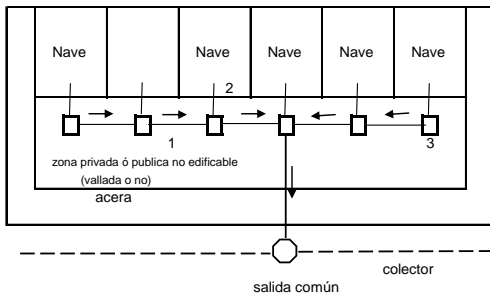 Nave Nave Nave Nave Nave
2
1 3
zona privada ó publica no edificable
(vallada o no)
acera
colector
salida común